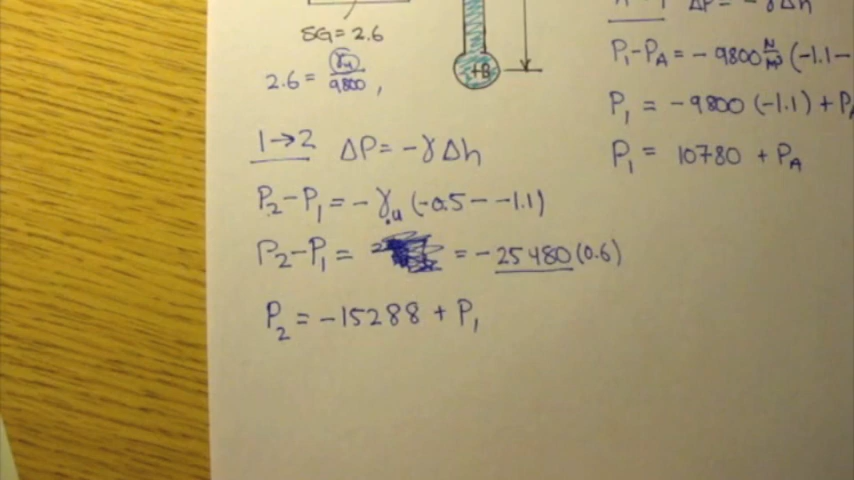 SG = 2.6
2.6 = γu / 9800 ,
+B
1→2 ΔP = -γ Δh
P2 - P1 = - γu (-0.5 - -1.1)
P2 - P1 = = - 25480 (0.6)
P2 = -15288 + P1
ΔP = - γ Δh
P1 - PA = - 9800 N/m³ (-1.1 -
P1 = -9800 (-1.1) + PA
P1 = 10780 + PA